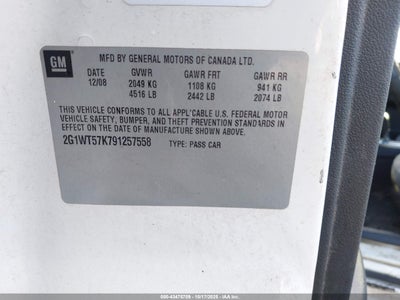 GM
MFD BY GENERAL MOTORS OF CANADA LTD.
DATE GVWR GAWR FRT GAWR RR
12/08 2049 KG 1108 KG 941 KG
4516 LB 2442 LB 2074 LB
THIS VEHICLE CONFORMS TO ALL APPLICABLE U.S. FEDERAL MOTOR
VEHICLE SAFETY, BUMPER, AND THEFT PREVENTION STANDARDS
IN EFFECT ON THE DATE OF MANUFACTURE SHOWN ABOVE.
2G1WT57K791257558 TYPE: PASS CAR